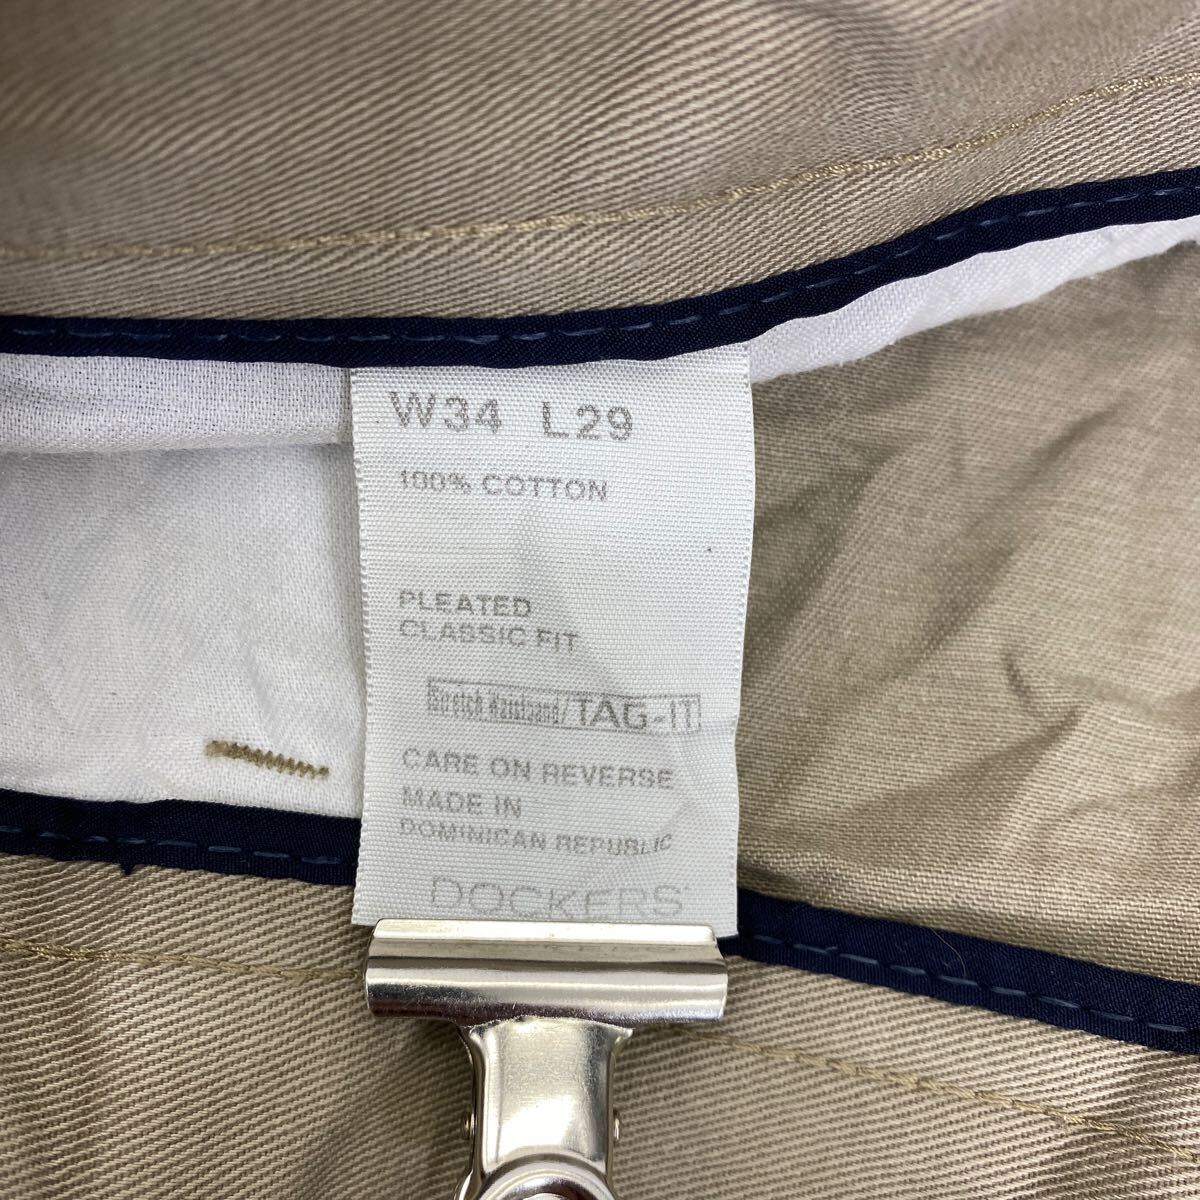 W34 L29
100% COTTON
PLEATED
CLASSIC FIT
Stretch Waistband/TAG-IT
CARE ON REVERSE
MADE IN
DOMINICAN REPUBLIC
DOCKERS®